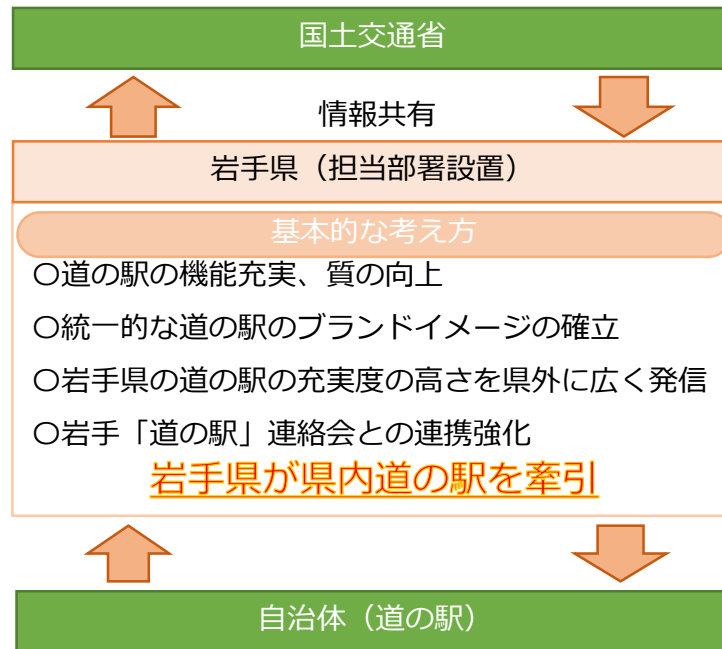 国土交通省
情報共有
岩手県（担当部署設置）
基本的な考え方
〇道の駅の機能充実、質の向上
〇統一的な道の駅のブランドイメージの確立
〇岩手県の道の駅の充実度の高さを県外に広く発信
〇岩手「道の駅」連絡会との連携強化
岩手県が県内道の駅を牽引
自治体（道の駅）